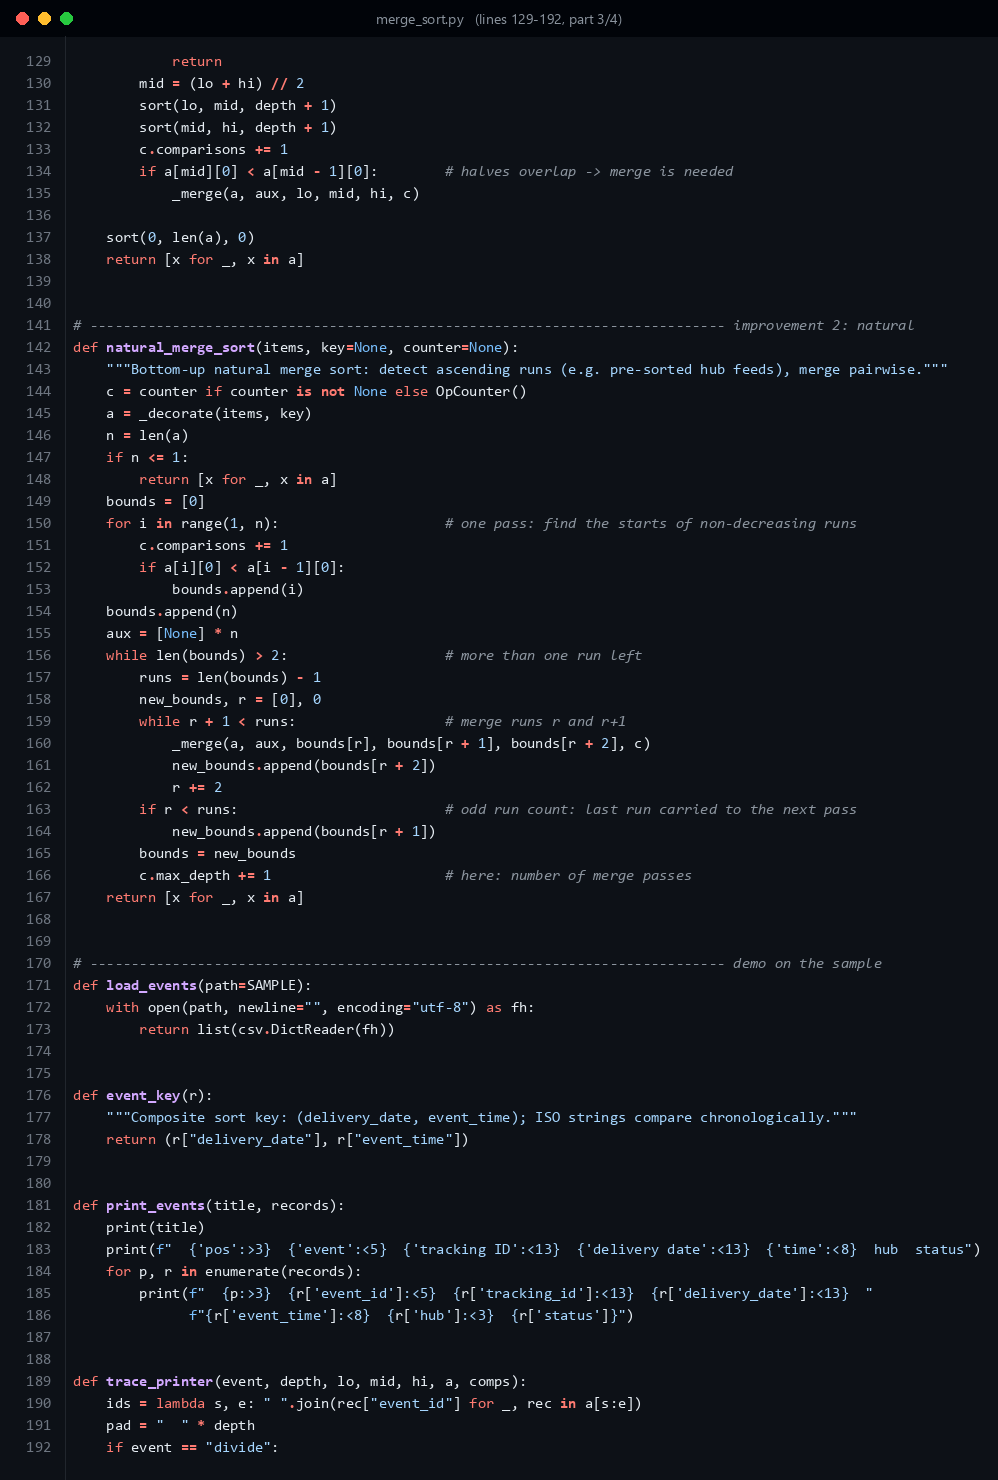 merge_sort.py   (lines 129-192, part 3/4)
129             return
130         mid = (lo + hi) // 2
131         sort(lo, mid, depth + 1)
132         sort(mid, hi, depth + 1)
133         c.comparisons += 1
134         if a[mid][0] < a[mid - 1][0]:        # halves overlap -> merge is needed
135             _merge(a, aux, lo, mid, hi, c)
136
137     sort(0, len(a), 0)
138     return [x for _, x in a]
139
140
141 # ----------------------------------------------------------------------------- improvement 2: natural
142 def natural_merge_sort(items, key=None, counter=None):
143     """Bottom-up natural merge sort: detect ascending runs (e.g. pre-sorted hub feeds), merge pairwise."""
144     c = counter if counter is not None else OpCounter()
145     a = _decorate(items, key)
146     n = len(a)
147     if n <= 1:
148         return [x for _, x in a]
149     bounds = [0]
150     for i in range(1, n):                    # one pass: find the starts of non-decreasing runs
151         c.comparisons += 1
152         if a[i][0] < a[i - 1][0]:
153             bounds.append(i)
154     bounds.append(n)
155     aux = [None] * n
156     while len(bounds) > 2:                   # more than one run left
157         runs = len(bounds) - 1
158         new_bounds, r = [0], 0
159         while r + 1 < runs:                  # merge runs r and r+1
160             _merge(a, aux, bounds[r], bounds[r + 1], bounds[r + 2], c)
161             new_bounds.append(bounds[r + 2])
162             r += 2
163         if r < runs:                         # odd run count: last run carried to the next pass
164             new_bounds.append(bounds[r + 1])
165         bounds = new_bounds
166         c.max_depth += 1                     # here: number of merge passes
167     return [x for _, x in a]
168
169
170 # ----------------------------------------------------------------------------- demo on the sample
171 def load_events(path=SAMPLE):
172     with open(path, newline="", encoding="utf-8") as fh:
173         return list(csv.DictReader(fh))
174
175
176 def event_key(r):
177     """Composite sort key: (delivery_date, event_time); ISO strings compare chronologically."""
178     return (r["delivery_date"], r["event_time"])
179
180
181 def print_events(title, records):
182     print(title)
183     print(f"  {'pos':>3}  {'event':<5}  {'tracking ID':<13}  {'delivery date':<13}  {'time':<8}  hub  status")
184     for p, r in enumerate(records):
185         print(f"  {p:>3}  {r['event_id']:<5}  {r['tracking_id']:<13}  {r['delivery_date']:<13}  "
186               f"{r['event_time']:<8}  {r['hub']:<3}  {r['status']}")
187
188
189 def trace_printer(event, depth, lo, mid, hi, a, comps):
190     ids = lambda s, e: " ".join(rec["event_id"] for _, rec in a[s:e])
191     pad = "  " * depth
192     if event == "divide":